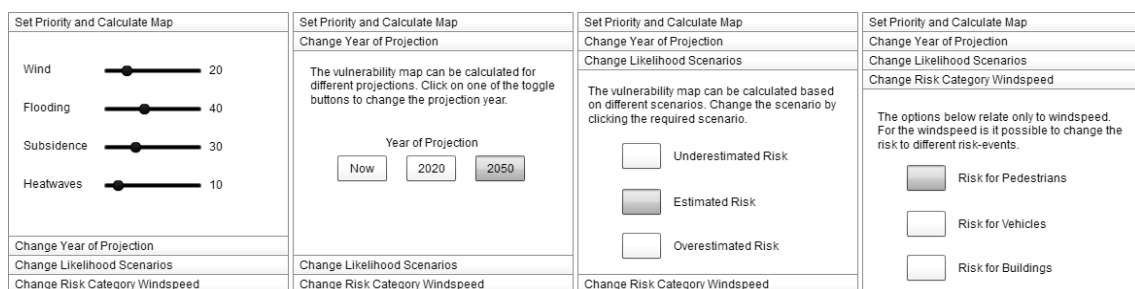 Set Priority and Calculate Map
Wind 20
Flooding 40
Subsidence 30
Heatwaves 10
Change Year of Projection
Change Likelihood Scenarios
Change Risk Category Windspeed
Set Priority and Calculate Map
Change Year of Projection
The vulnerability map can be calculated for
different projections. Click on one of the toggle
buttons to change the projection year.
Year of Projection
Now 2020 2050
Change Likelihood Scenarios
Change Risk Category Windspeed
Set Priority and Calculate Map
Change Year of Projection
Change Likelihood Scenarios
The vulnerability map can be calculated based
on different scenarios. Change the scenario by
clicking the required scenario.
Underestimated Risk
Estimated Risk
Overestimated Risk
Change Risk Category Windspeed
Set Priority and Calculate Map
Change Year of Projection
Change Likelihood Scenarios
Change Risk Category Windspeed
The options below relate only to windspeed.
For the windspeed is it possible to change the
risk to different risk-events.
Risk for Pedestrians
Risk for Vehicles
Risk for Buildings